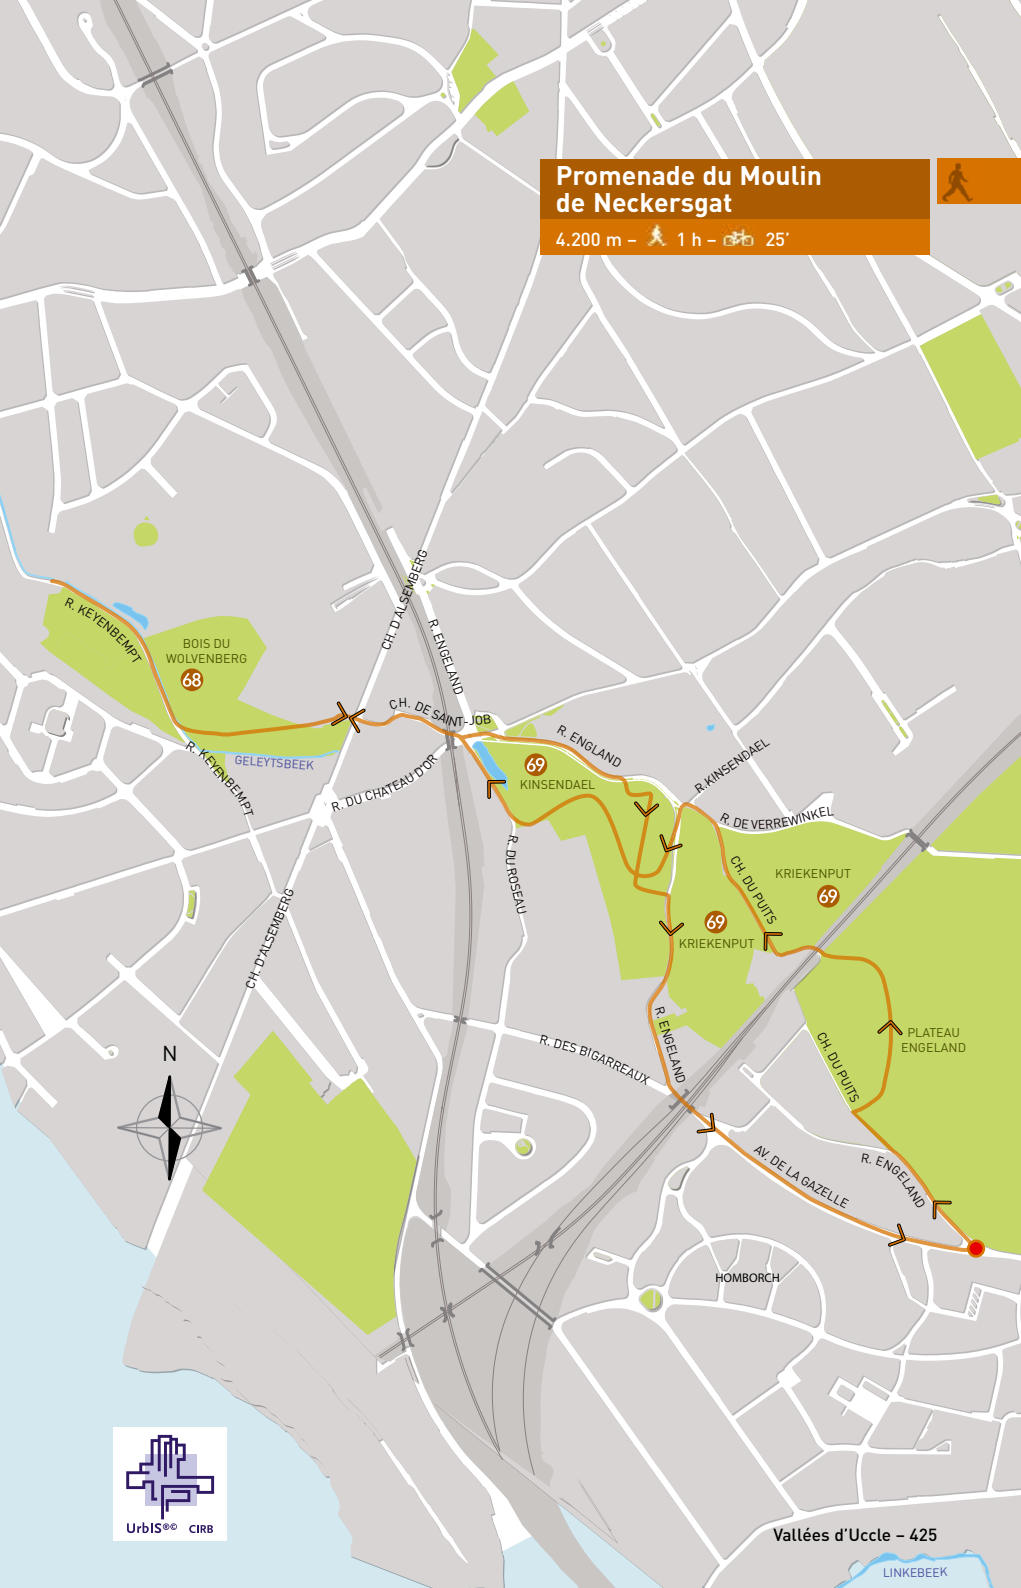 Promenade du Moulin
de Neckersgat
4.200 m – 1 h – 25’
CH. D'ALSEMBERG
R. ENGELAND
R. KEYENBEMPT
BOIS DU
WOLVENBERG
68
CH. DE SAINT-JOB
R. ENGLAND
GELEYTSBEEK
R. KEYENBEMPT
R. DU CHATEAU D'OR
69
KINSENDAEL
R.KINSENDAEL
R. DE VERREWINKEL
R. DU ROSEAU
CH. DU PUITS
KRIEKENPUT
69
69
KRIEKENPUT
CH. D'ALSEMBERG
R. ENGELAND
R. DES BIGARREAUX
PLATEAU
ENGELAND
CH. DU PUITS
N
AV. DE LA GAZELLE
R. ENGELAND
HOMBORCH
UrbIS®© CIRB
Vallées d’Uccle – 425
LINKEBEEK